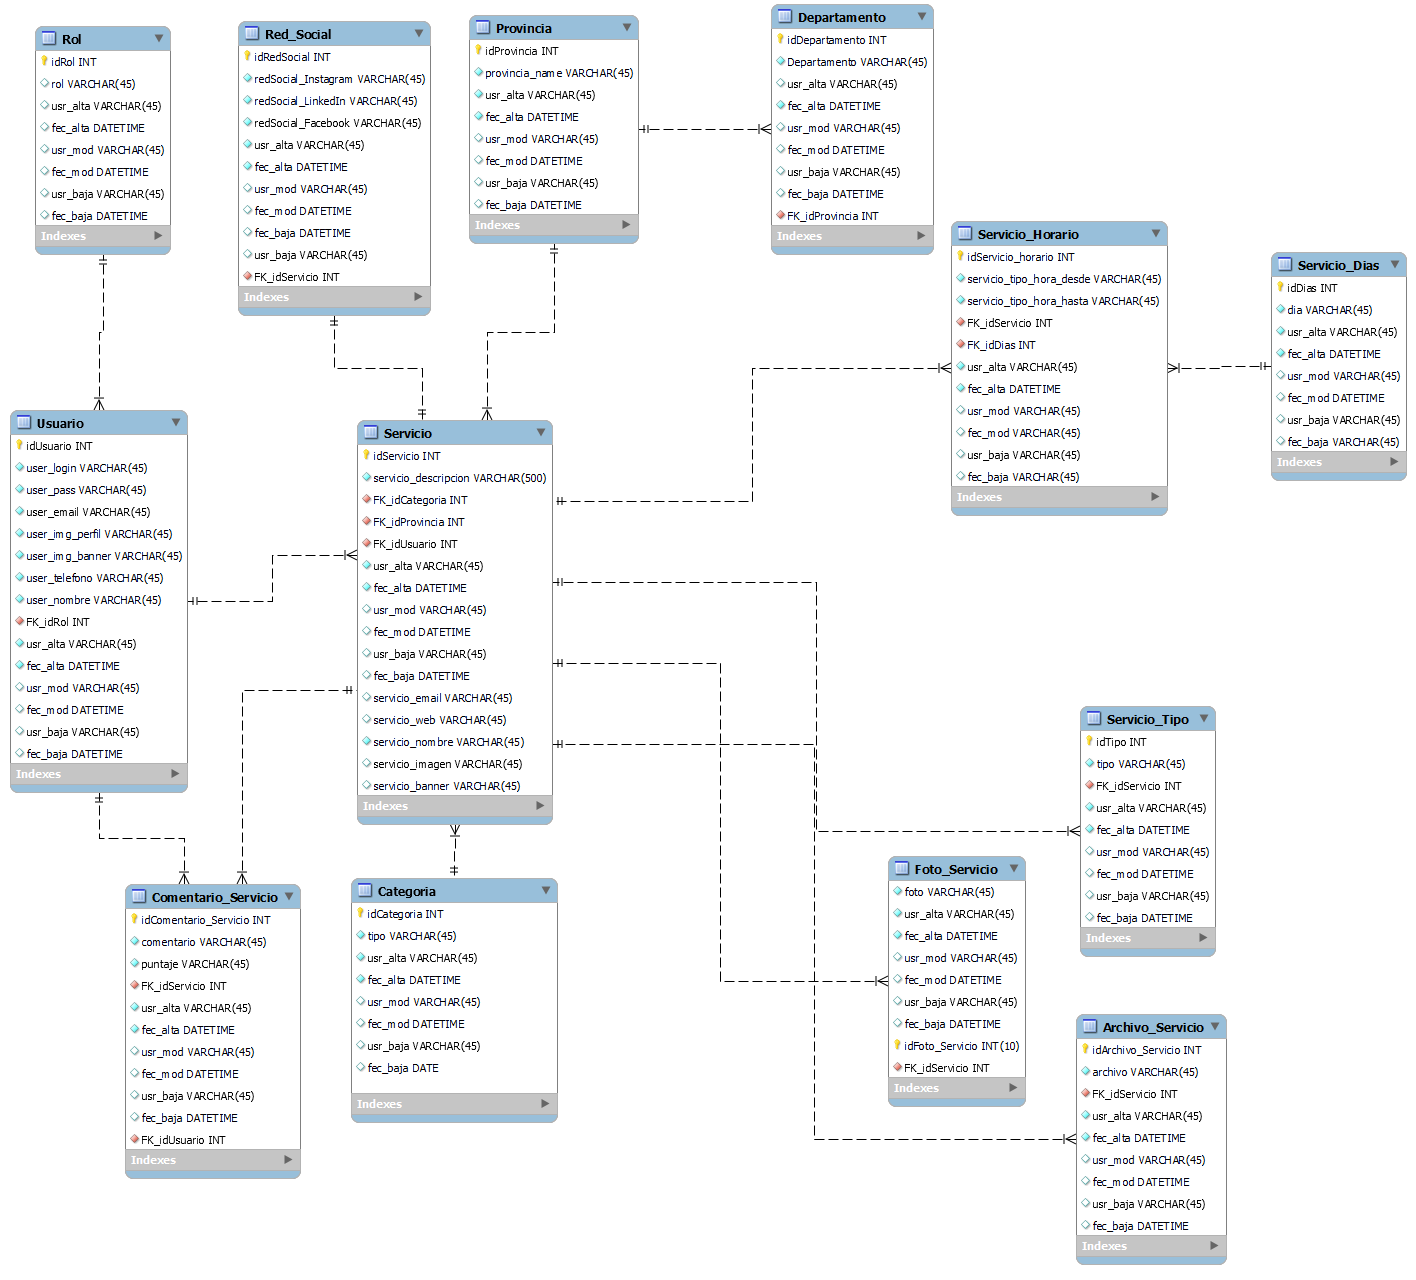 Rol
idRol INT
rol VARCHAR(45)
usr_alta VARCHAR(45)
fec_alta DATETIME
usr_mod VARCHAR(45)
fec_mod DATETIME
usr_baja VARCHAR(45)
fec_baja DATETIME
Indexes
Red_Social
idRedSocial INT
redSocial_Instagram VARCHAR(45)
redSocial_LinkedIn VARCHAR(45)
redSocial_Facebook VARCHAR(45)
usr_alta VARCHAR(45)
fec_alta DATETIME
usr_mod VARCHAR(45)
fec_mod DATETIME
fec_baja DATETIME
usr_baja VARCHAR(45)
FK_idServicio INT
Indexes
Provincia
idProvincia INT
provincia_name VARCHAR(45)
usr_alta VARCHAR(45)
fec_alta DATETIME
usr_mod VARCHAR(45)
fec_mod DATETIME
usr_baja VARCHAR(45)
fec_baja DATETIME
Indexes
Departamento
idDepartamento INT
Departamento VARCHAR(45)
usr_alta VARCHAR(45)
fec_alta DATETIME
usr_mod VARCHAR(45)
fec_mod DATETIME
usr_baja VARCHAR(45)
fec_baja DATETIME
FK_idProvincia INT
Indexes
Servicio_Horario
idServicio_horario INT
servicio_tipo_hora_desde VARCHAR(45)
servicio_tipo_hora_hasta VARCHAR(45)
FK_idServicio INT
FK_idDias INT
usr_alta VARCHAR(45)
fec_alta DATETIME
usr_mod VARCHAR(45)
fec_mod DATETIME
usr_baja VARCHAR(45)
fec_baja VARCHAR(45)
Indexes
Servicio_Dias
idDias INT
dia VARCHAR(45)
usr_alta VARCHAR(45)
fec_alta DATETIME
usr_mod VARCHAR(45)
fec_mod DATETIME
usr_baja VARCHAR(45)
fec_baja VARCHAR(45)
Indexes
Usuario
idUsuario INT
user_login VARCHAR(45)
user_pass VARCHAR(45)
user_email VARCHAR(45)
user_img_perfil VARCHAR(45)
user_img_banner VARCHAR(45)
user_telefono VARCHAR(45)
user_nombre VARCHAR(45)
FK_idRol INT
usr_alta VARCHAR(45)
fec_alta DATETIME
usr_mod VARCHAR(45)
fec_mod DATETIME
usr_baja VARCHAR(45)
fec_baja DATETIME
Indexes
Servicio
idServicio INT
servicio_descripcion VARCHAR(500)
FK_idCategoria INT
FK_idProvincia INT
FK_idUsuario INT
usr_alta VARCHAR(45)
fec_alta DATETIME
usr_mod VARCHAR(45)
fec_mod DATETIME
usr_baja VARCHAR(45)
fec_baja DATETIME
servicio_email VARCHAR(45)
servicio_web VARCHAR(45)
servicio_nombre VARCHAR(45)
servicio_imagen VARCHAR(45)
servicio_banner VARCHAR(45)
Indexes
Servicio_Tipo
idTipo INT
tipo VARCHAR(45)
FK_idServicio INT
usr_alta VARCHAR(45)
fec_alta DATETIME
usr_mod VARCHAR(45)
fec_mod DATETIME
usr_baja VARCHAR(45)
fec_baja DATETIME
Indexes
Comentario_Servicio
idComentario_Servicio INT
comentario VARCHAR(45)
puntaje VARCHAR(45)
FK_idServicio INT
usr_alta VARCHAR(45)
fec_alta DATETIME
usr_mod VARCHAR(45)
fec_mod DATETIME
usr_baja VARCHAR(45)
fec_baja DATETIME
FK_idUsuario INT
Indexes
Categoria
idCategoria INT
tipo VARCHAR(45)
usr_alta VARCHAR(45)
fec_alta DATETIME
usr_mod VARCHAR(45)
fec_mod DATETIME
usr_baja VARCHAR(45)
fec_baja DATE
Indexes
Foto_Servicio
foto VARCHAR(45)
usr_alta VARCHAR(45)
fec_alta DATETIME
usr_mod VARCHAR(45)
fec_mod DATETIME
usr_baja VARCHAR(45)
fec_baja DATETIME
idFoto_Servicio INT(10)
FK_idServicio INT
Indexes
Archivo_Servicio
idArchivo_Servicio INT
archivo VARCHAR(45)
FK_idServicio INT
usr_alta VARCHAR(45)
fec_alta DATETIME
usr_mod VARCHAR(45)
fec_mod DATETIME
usr_baja VARCHAR(45)
fec_baja DATETIME
Indexes